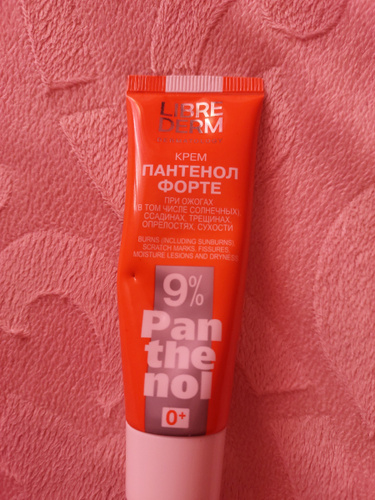 LIBRE
DERM
КРЕМ
ПАНТЕНОЛ
ФОРТЕ
ПРИ ОЖОГАХ
(В ТОМ ЧИСЛЕ СОЛНЕЧНЫХ),
ССАДИНАХ, ТРЕЩИНАХ,
ОПРЕЛОСТЯХ, СУХОСТИ
BURNS (INCLUDING SUNBURNS),
SCRATCH MARKS, FISSURES,
MOISTURE LESIONS AND DRYNESS
9%
Pan
the
nol
0+